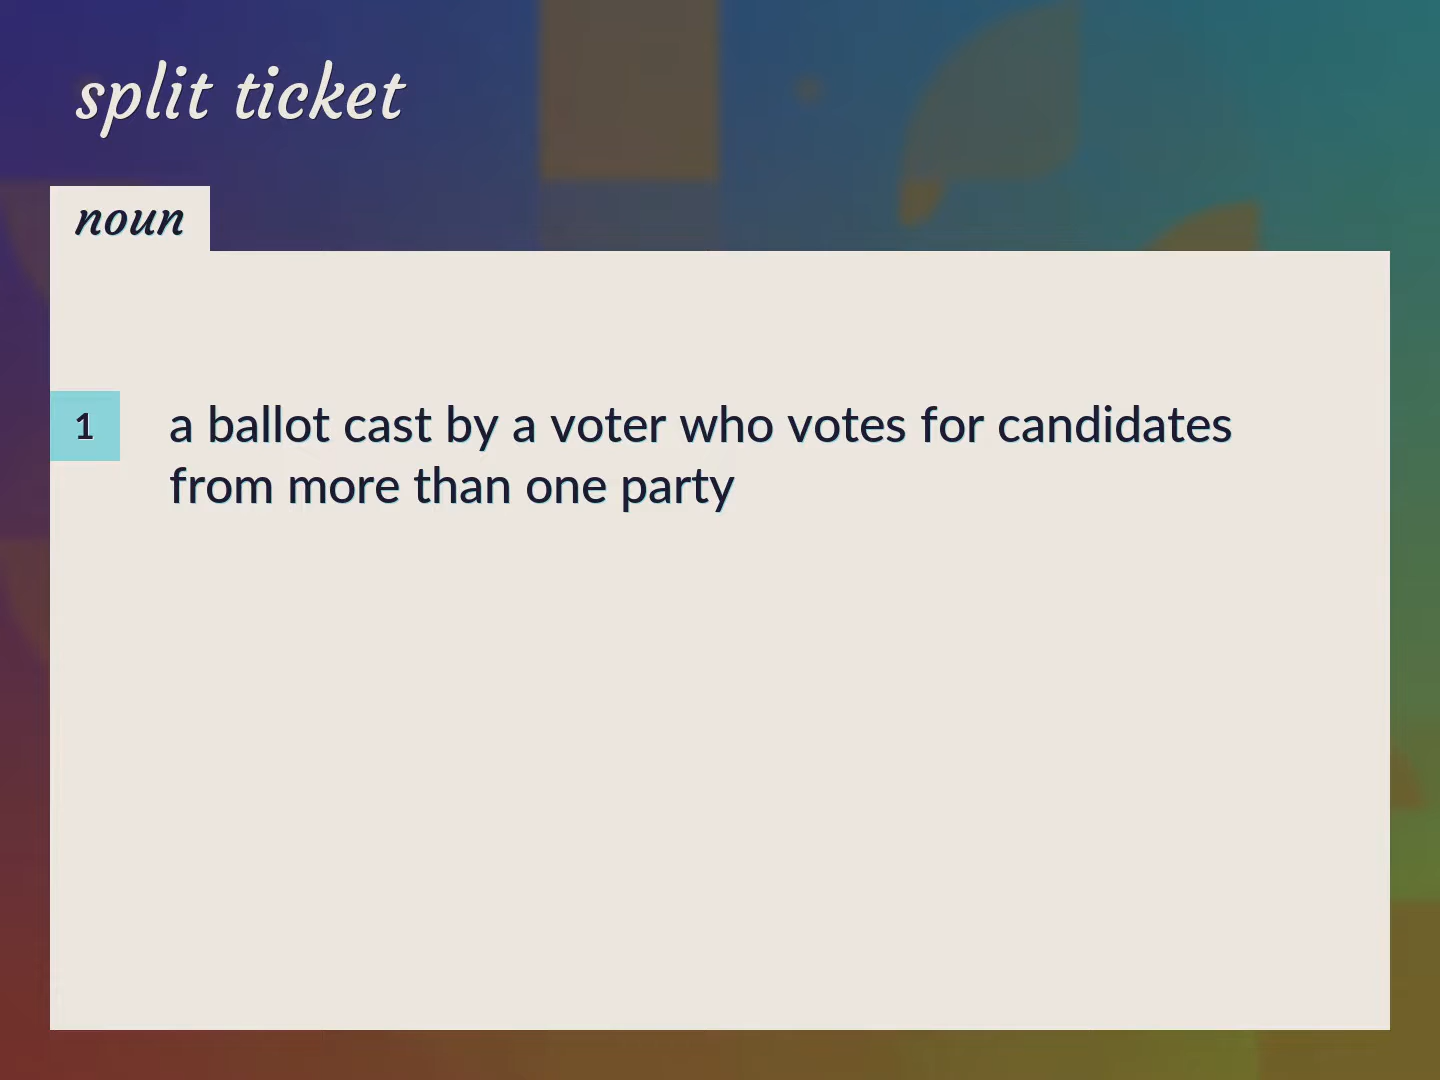 split ticket
noun
1
a ballot cast by a voter who votes for candidates
from more than one party